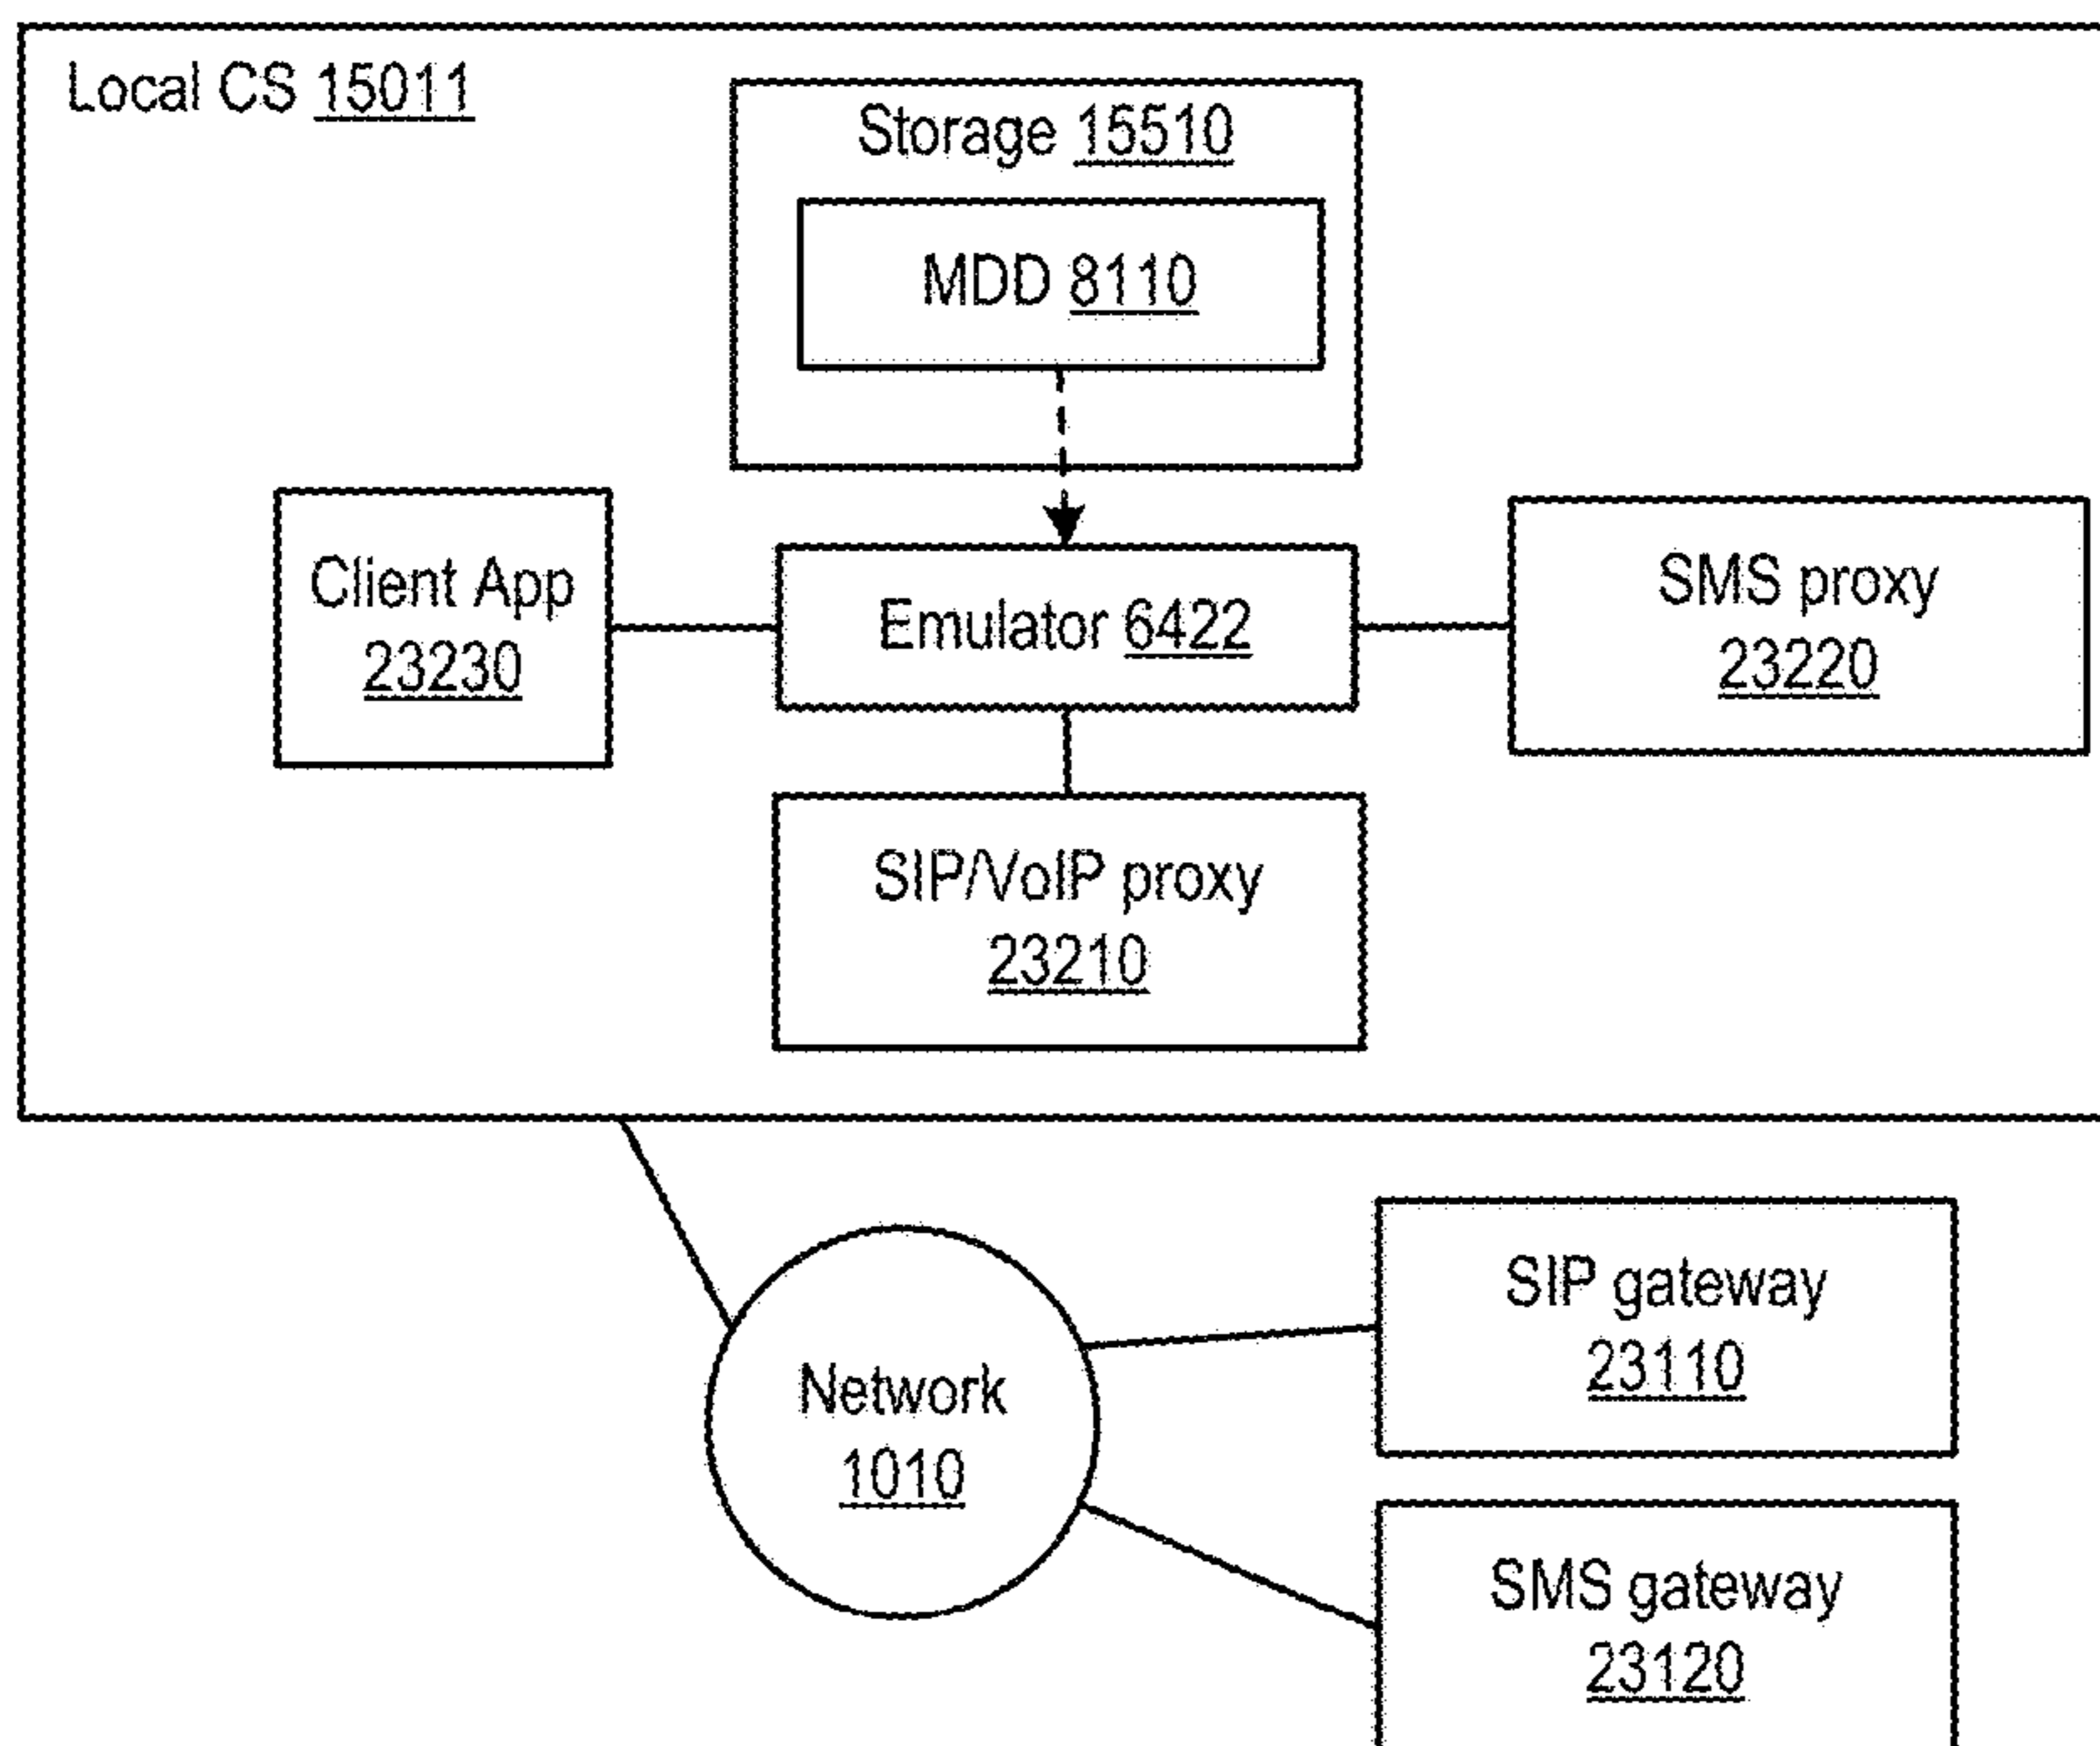 Local CS 15011
Storage 15510
MDD 8110
Client App
23230
Emulator 6422
SMS proxy
23220
SIP/VoIP proxy
23210
Network
1010
SIP gateway
23110
SMS gateway
23120